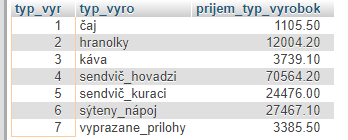 typ_vyr typ_vyro prijem_typ_vyrobok
1 čaj 1105.50
2 hranolky 12004.20
3 káva 3739.10
4 sendvič_hovadzi 70564.20
5 sendvič_kuraci 24476.00
6 sýteny_nápoj 27467.10
7 vyprazane_prilohy 3385.50